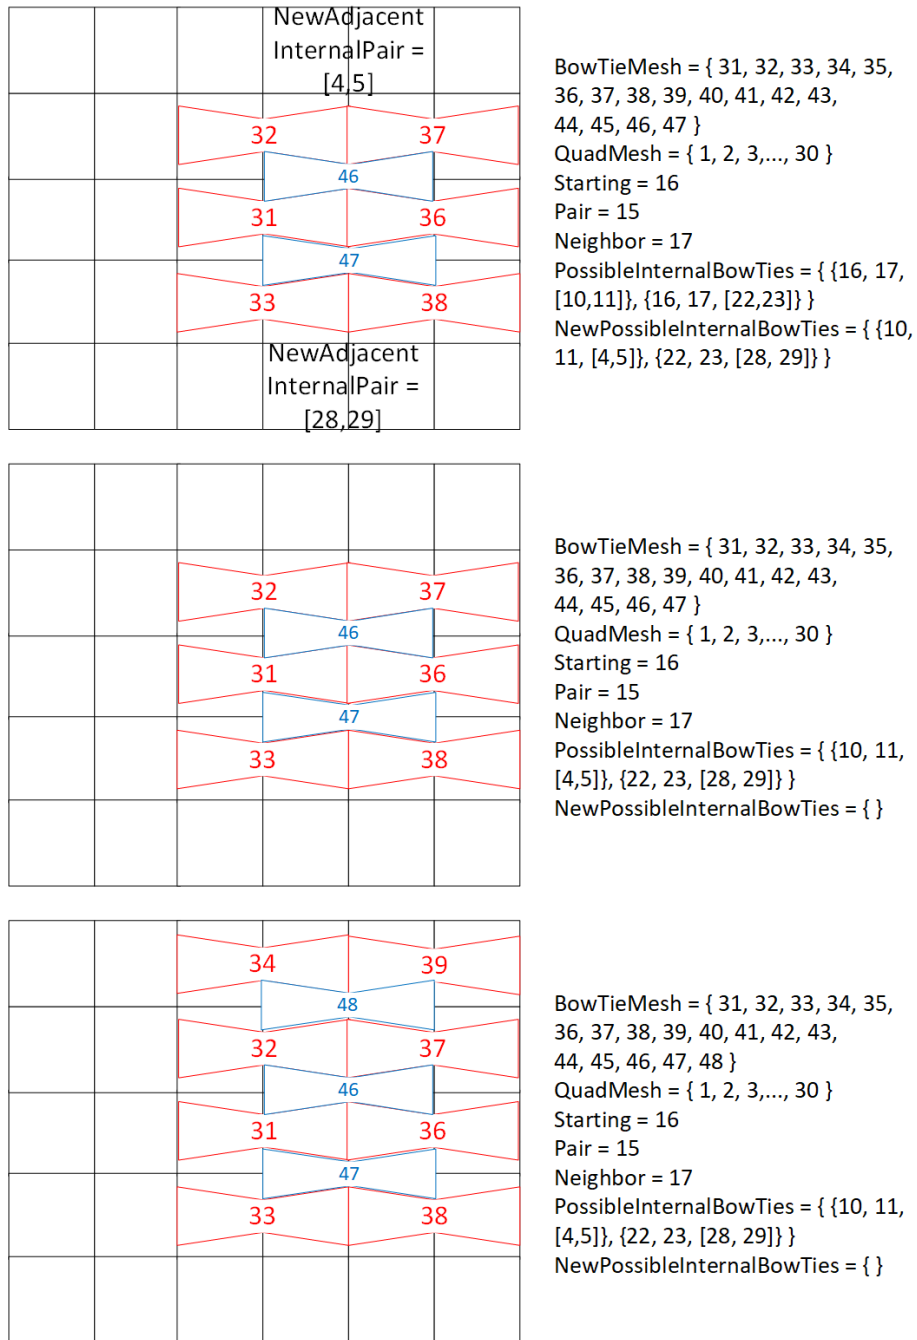 NewAdjacent
InternalPair =
[4,5]
32
37
46
31
36
47
33
38
NewAdjacent
InternalPair =
[28,29]
BowTieMesh = { 31, 32, 33, 34, 35,
36, 37, 38, 39, 40, 41, 42, 43,
44, 45, 46, 47 }
QuadMesh = { 1, 2, 3,..., 30 }
Starting = 16
Pair = 15
Neighbor = 17
PossibleInternalBowTies = { {16, 17,
[10,11]}, {16, 17, [22,23]} }
NewPossibleInternalBowTies = { {10,
11, [4,5]}, {22, 23, [28, 29]} }
32
37
46
31
36
47
33
38
BowTieMesh = { 31, 32, 33, 34, 35,
36, 37, 38, 39, 40, 41, 42, 43,
44, 45, 46, 47 }
QuadMesh = { 1, 2, 3,..., 30 }
Starting = 16
Pair = 15
Neighbor = 17
PossibleInternalBowTies = { {10, 11,
[4,5]}, {22, 23, [28, 29]} }
NewPossibleInternalBowTies = { }
34
39
48
32
37
46
31
36
47
33
38
BowTieMesh = { 31, 32, 33, 34, 35,
36, 37, 38, 39, 40, 41, 42, 43,
44, 45, 46, 47, 48 }
QuadMesh = { 1, 2, 3,..., 30 }
Starting = 16
Pair = 15
Neighbor = 17
PossibleInternalBowTies = { {10, 11,
[4,5]}, {22, 23, [28, 29]} }
NewPossibleInternalBowTies = { }